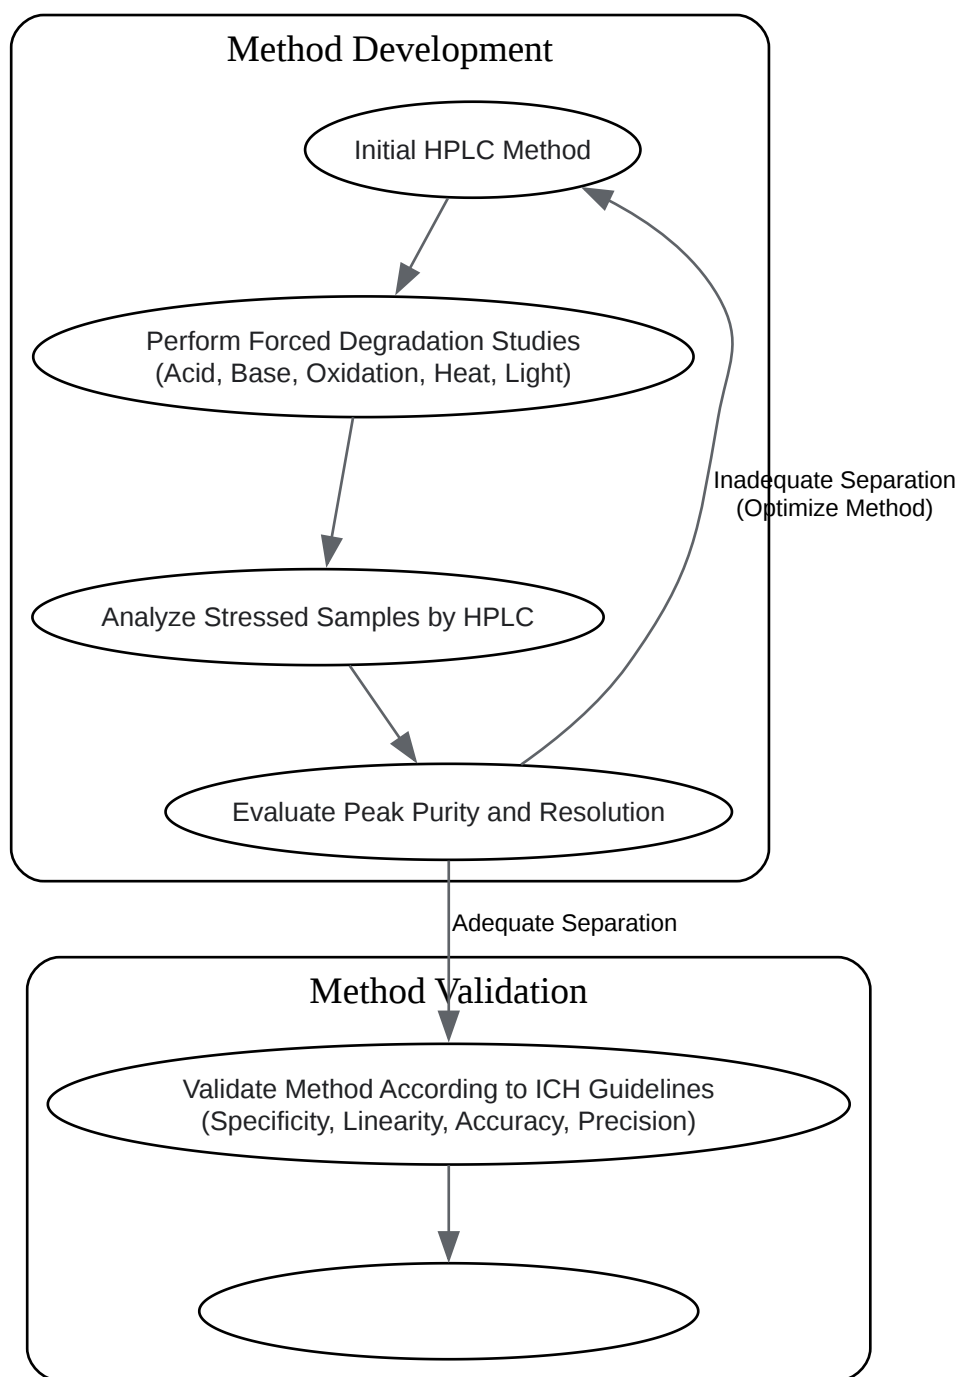 Method Development
Initial HPLC Method
Perform Forced Degradation Studies
(Acid, Base, Oxidation, Heat, Light)
Inadequate Separation
(Optimize Method)
Analyze Stressed Samples by HPLC
Evaluate Peak Purity and Resolution
Adequate Separation
Method Validation
Validate Method According to ICH Guidelines
(Specificity, Linearity, Accuracy, Precision)